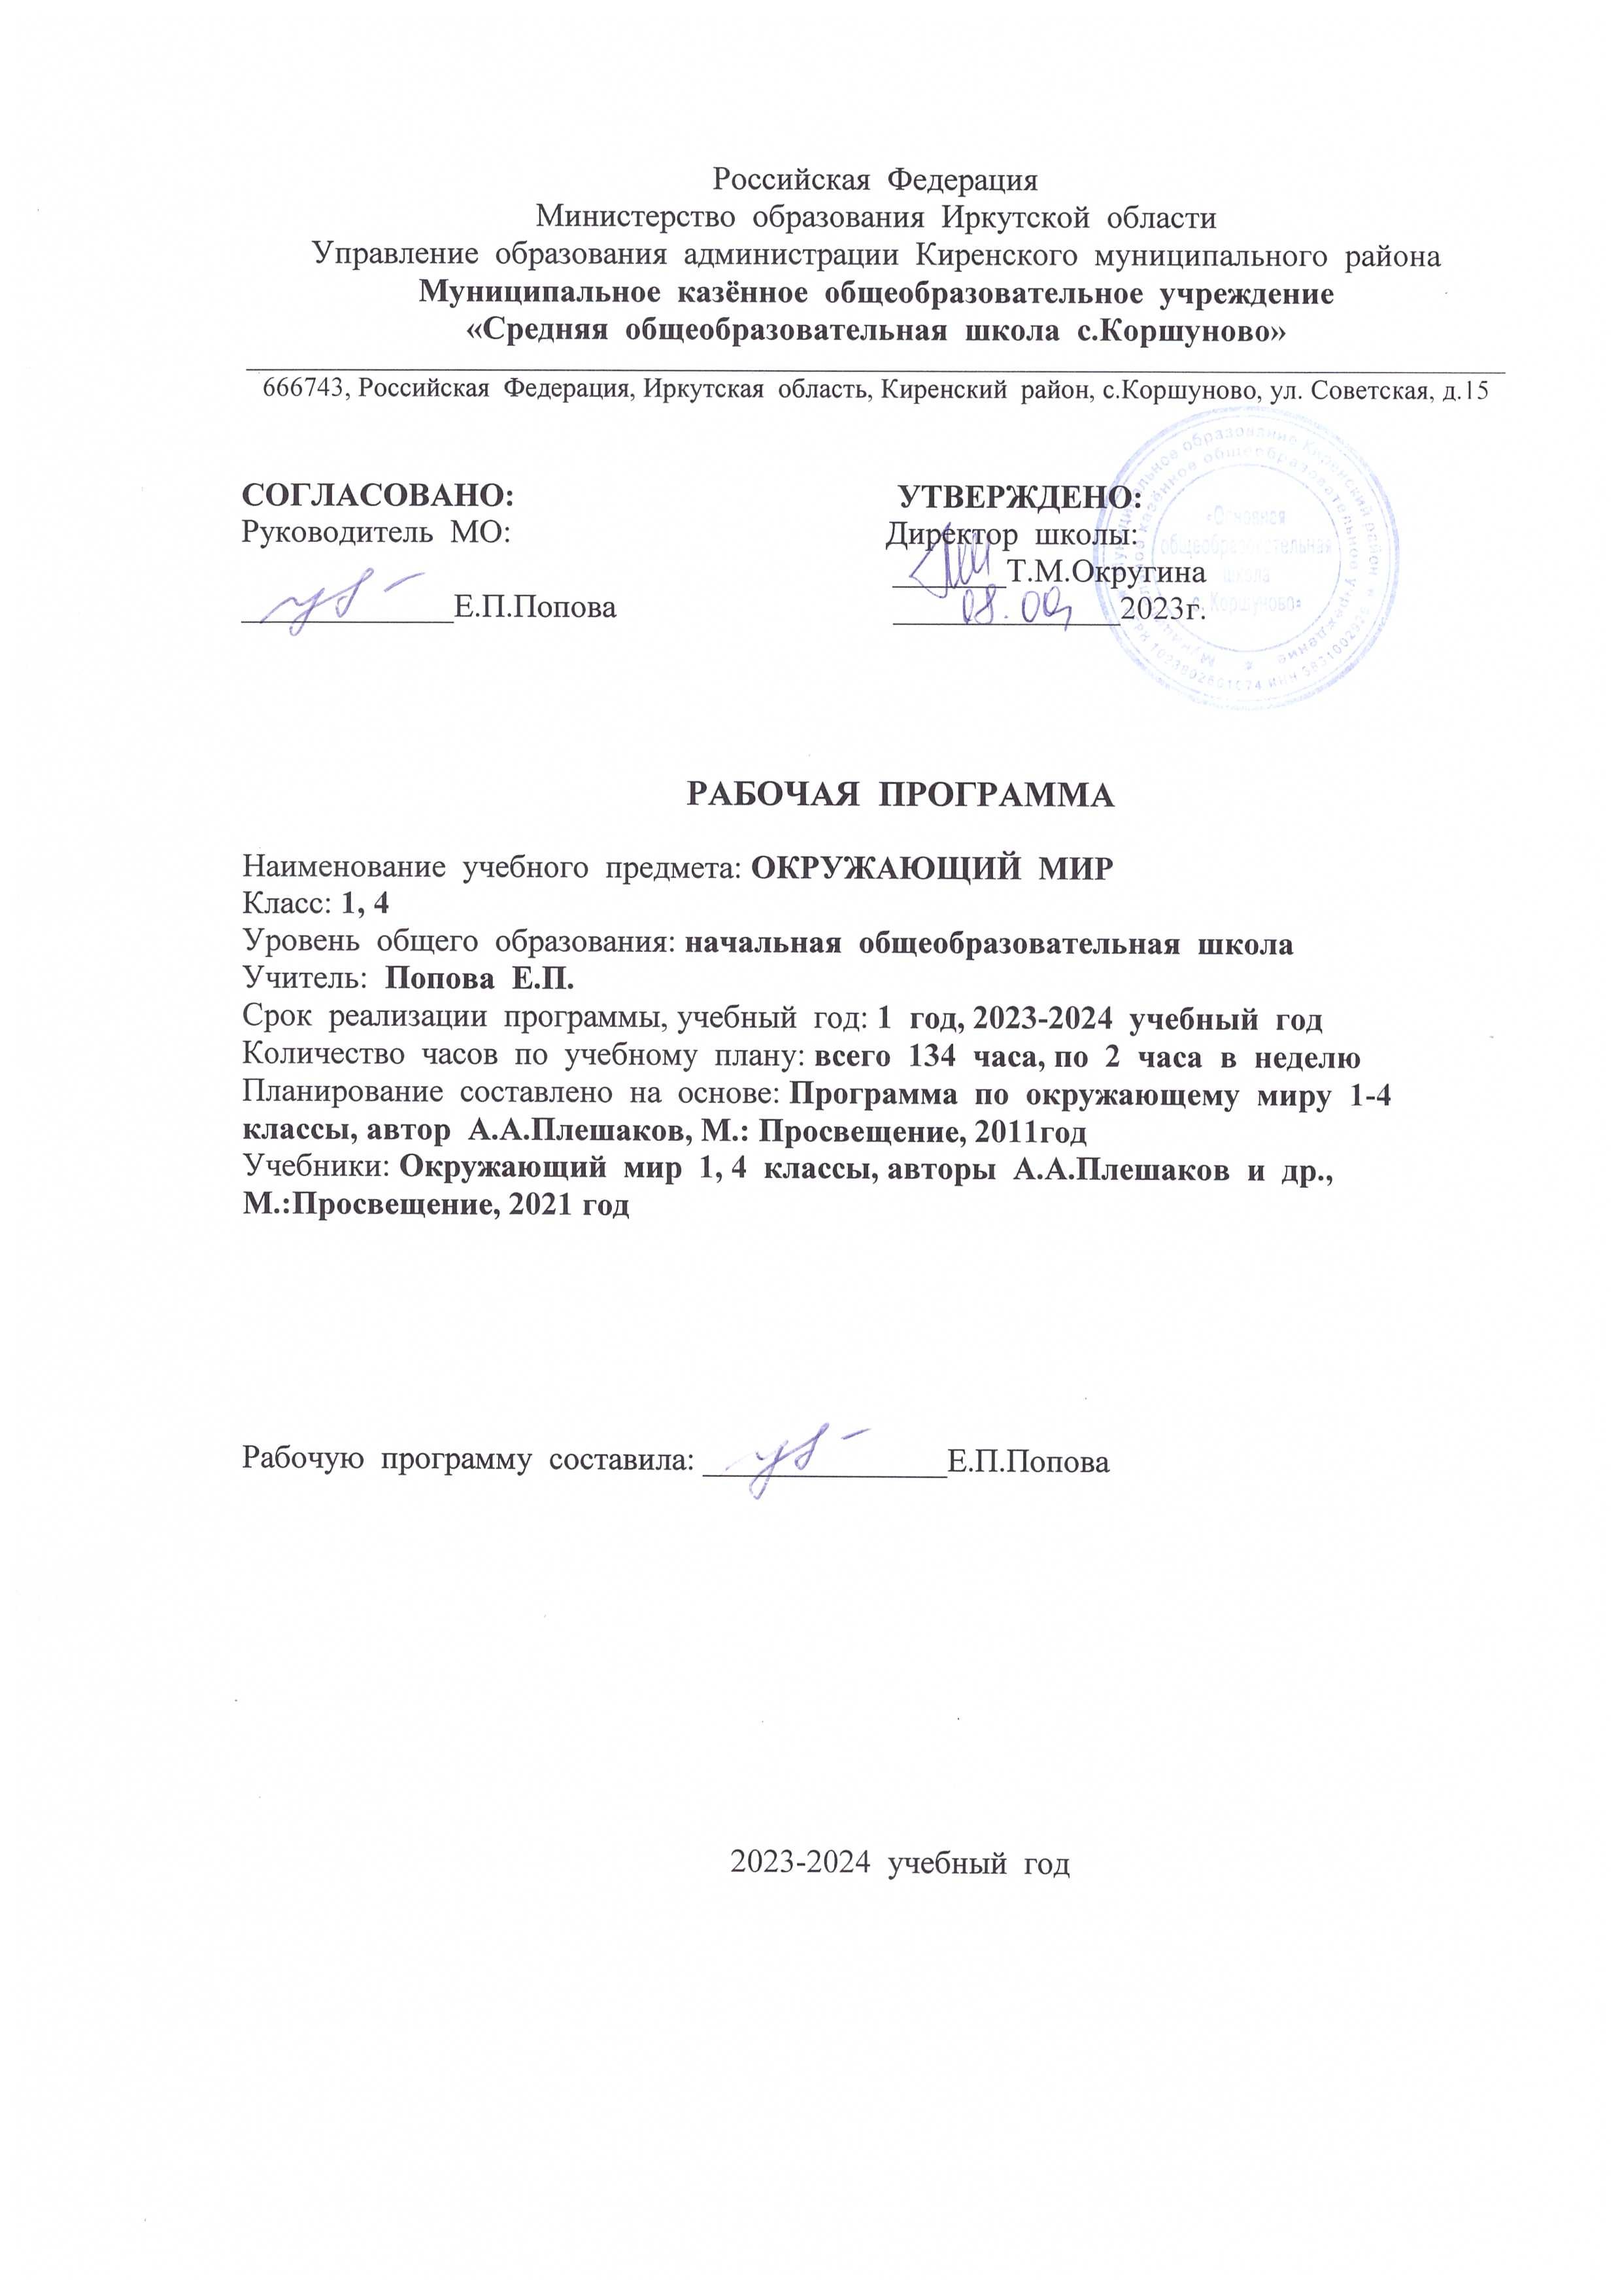 Российская Федерация
Министерство образования Иркутской области
Управление образования администрации Киренского муниципального района
Муниципальное казённое общеобразовательное учреждение
«Средняя общеобразовательная школа с.Коршуново»
666743, Российская Федерация, Иркутская область, Киренский район, с.Коршуново, ул. Советская, д.15
СОГЛАСОВАНО:
Руководитель МО:
Е.П.Попова
УТВЕРЖДЕНО:
Директор школы:
Т.М.Округина
08.09 2023г.
«Основная
общеобразовательная
школа
с. Коршуново»
РАБОЧАЯ ПРОГРАММА
Наименование учебного предмета: ОКРУЖАЮЩИЙ МИР
Класс: 1, 4
Уровень общего образования: начальная общеобразовательная школа
Учитель: Попова Е.П.
Срок реализации программы, учебный год: 1 год, 2023-2024 учебный год
Количество часов по учебному плану: всего 134 часа, по 2 часа в неделю
Планирование составлено на основе: Программа по окружающему миру 1-4
классы, автор А.А.Плешаков, М.: Просвещение, 2011год
Учебники: Окружающий мир 1, 4 классы, авторы А.А.Плешаков и др.,
М.:Просвещение, 2021 год
Рабочую программу составила: Е.П.Попова
2023-2024 учебный год